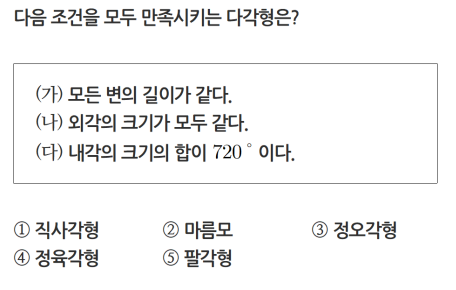 다음 조건을 모두 만족시키는 다각형은?
(가) 모든 변의 길이가 같다.
(나) 외각의 크기가 모두 같다.
(다) 내각의 크기의 합이 720° 이다.
① 직사각형 ② 마름모 ③ 정오각형
④ 정육각형 ⑤ 팔각형